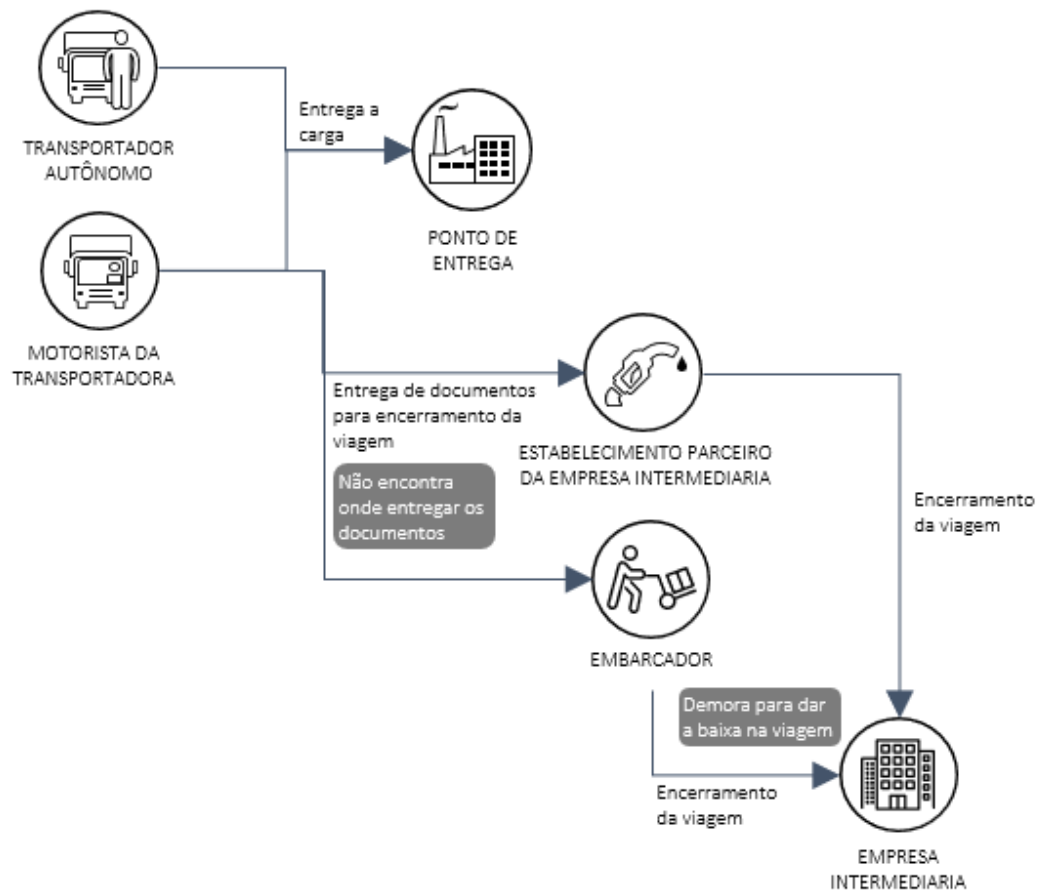 TRANSPORTADOR
AUTÔNOMO
Entrega a
carga
PONTO DE
ENTREGA
MOTORISTA DA
TRANSPORTADORA
Entrega de documentos
para encerramento da
viagem
Não encontra
onde entregar os
documentos
ESTABELECIMENTO PARCEIRO
DA EMPRESA INTERMEDIARIA
Encerramento
da viagem
EMBARCADOR
Demora para dar
a baixa na viagem
Encerramento
da viagem
EMPRESA
INTERMEDIARIA